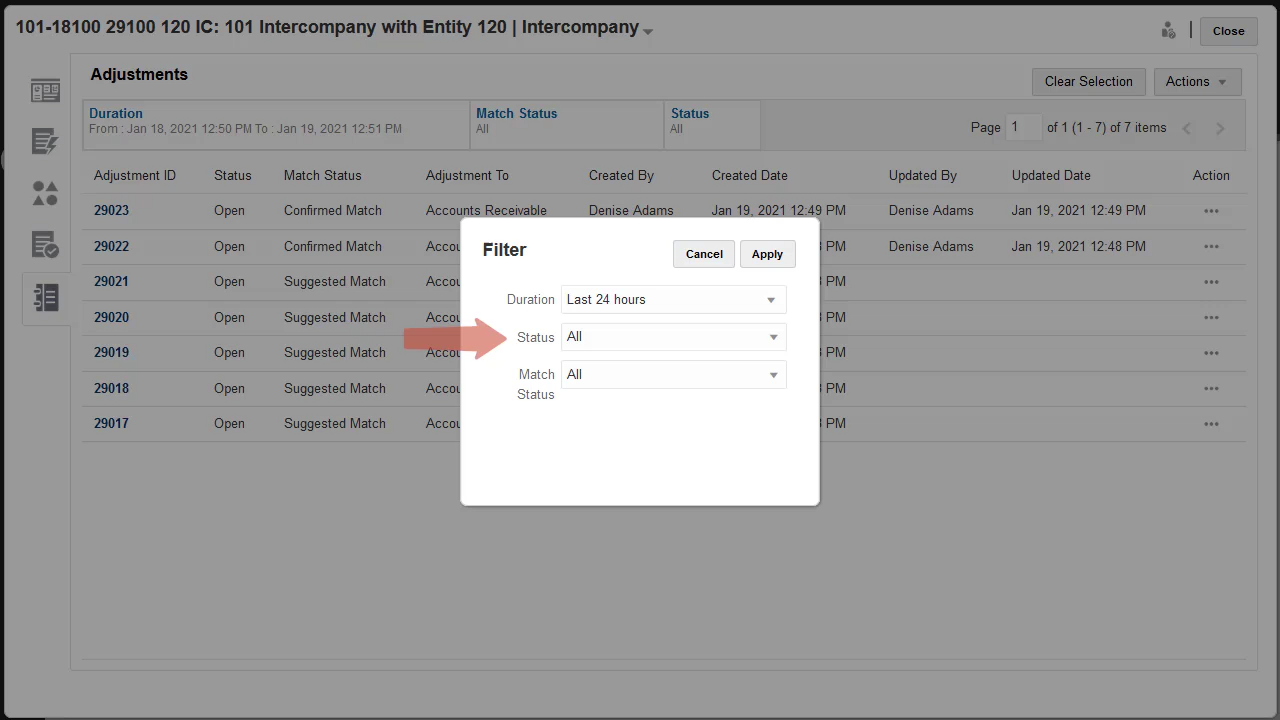 101-18100 29100 120 IC: 101 Intercompany with Entity 120 | Intercompany
Close
Adjustments
Clear Selection
Actions
Duration
From : Jan 18, 2021 12:50 PM To : Jan 19, 2021 12:51 PM
Match Status
All
Status
All
Page 1 of 1 (1 - 7) of 7 items
Adjustment ID Status Match Status Adjustment To Created By Created Date Updated By Updated Date Action
29023 Open Confirmed Match Accounts Receivable Denise Adams Jan 19, 2021 12:49 PM Denise Adams Jan 19, 2021 12:49 PM
29022 Open Confirmed Match PM Denise Adams Jan 19, 2021 12:48 PM
29021 Open Suggested Match PM
29020 Open Suggested Match PM
29019 Open Suggested Match PM
29018 Open Suggested Match PM
29017 Open Suggested Match PM
Filter
Cancel
Apply
Duration Last 24 hours
Status All
Match Status All